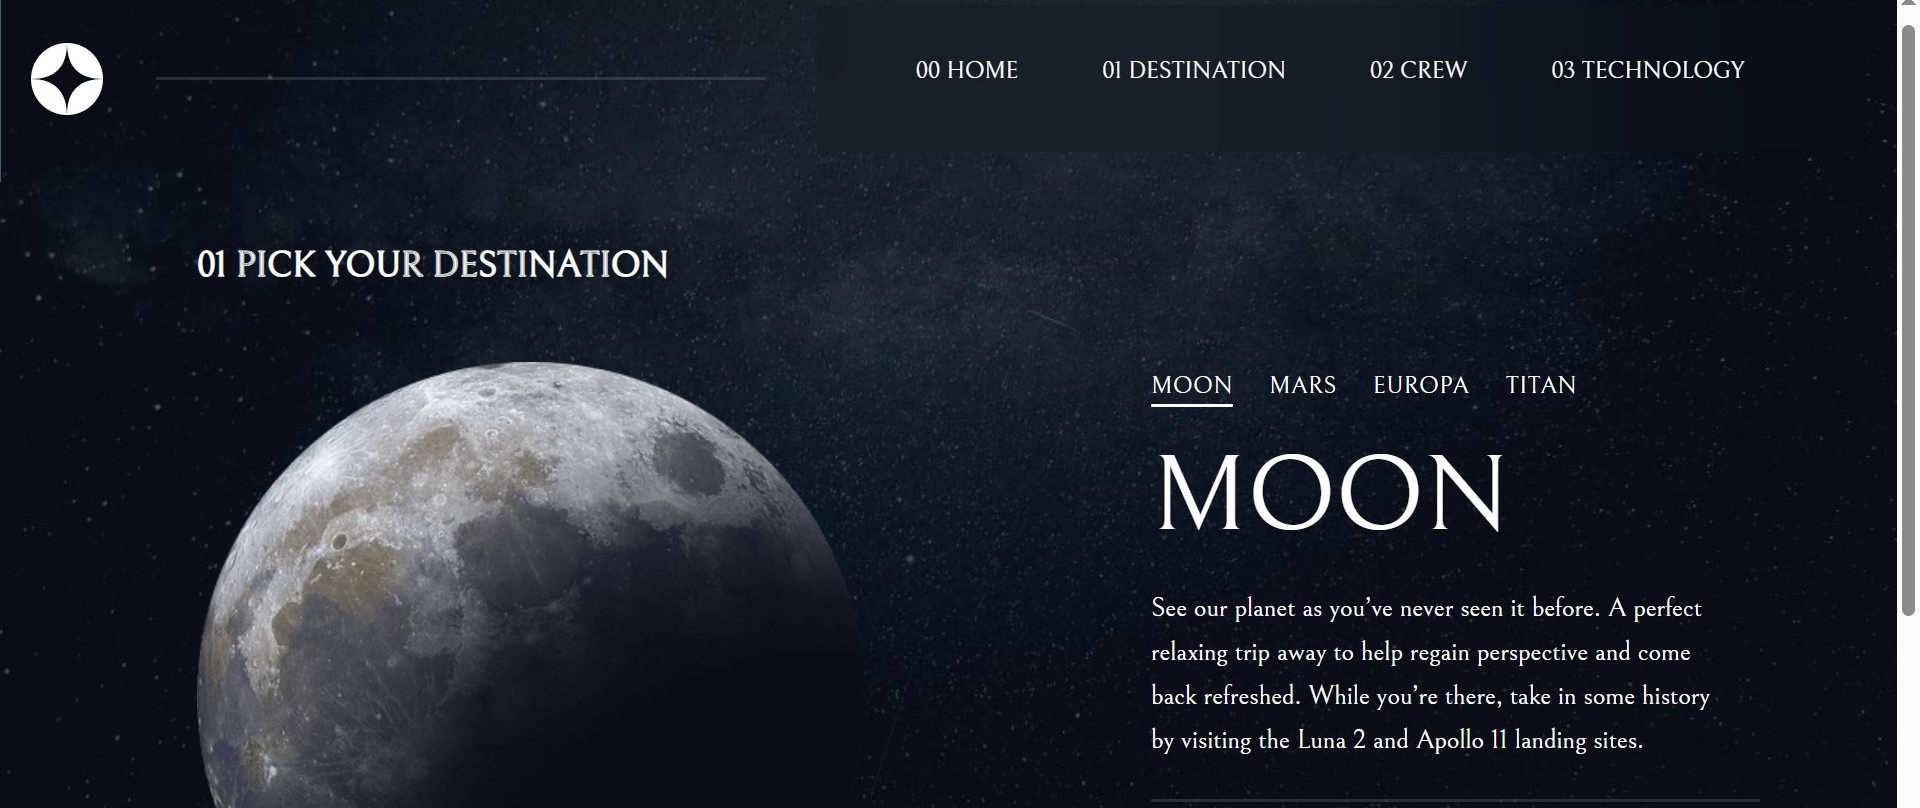 00 HOME 01 DESTINATION 02 CREW 03 TECHNOLOGY
01 PICK YOUR DESTINATION
MOON MARS EUROPA TITAN
MOON
See our planet as you’ve never seen it before. A perfect
relaxing trip away to help regain perspective and come
back refreshed. While you’re there, take in some history
by visiting the Luna 2 and Apollo 11 landing sites.